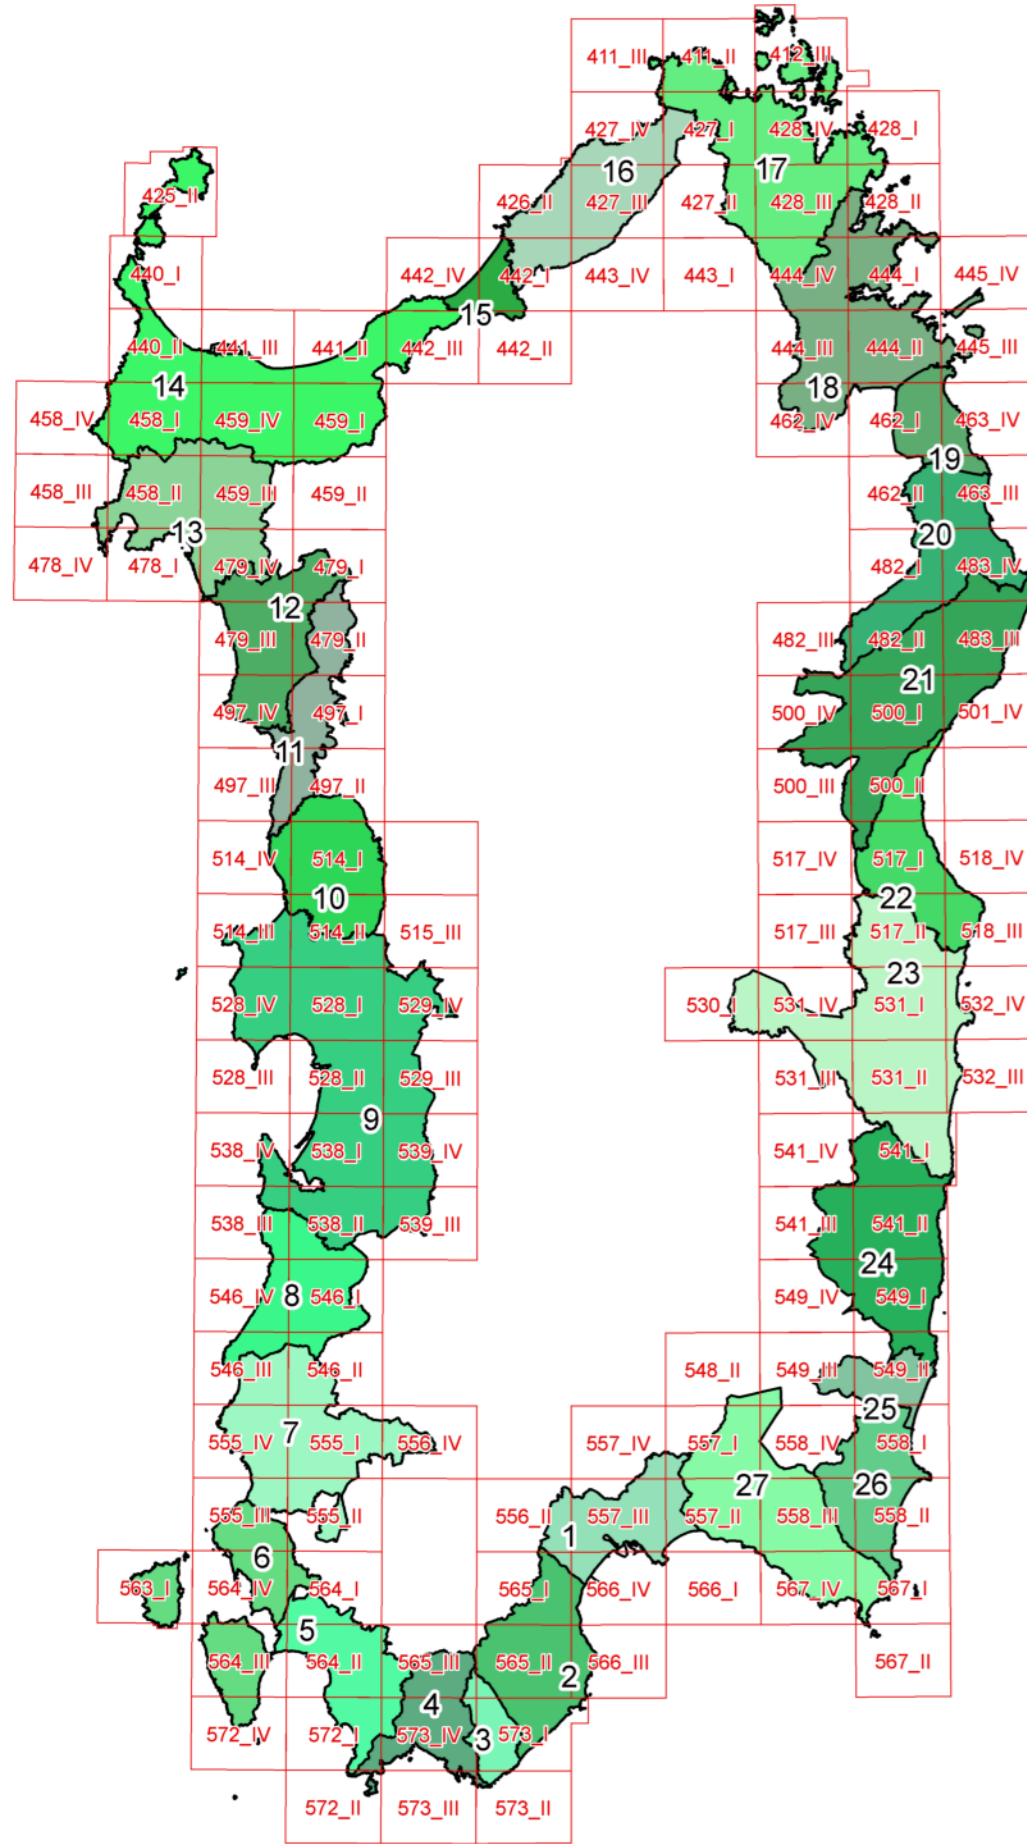 411_III 411_II 412_III
427_IV 427_I 428_IV 428_I
16 17
425_II 426_II 427_III 427_II 428_III 428_II
440_I 442_IV 442_I 443_IV 443_I 444_IV 444_I 445_IV
15
440_II 441_III 441_II 442_III 442_II 444_III 444_II 445_III
14 18
458_IV 458_I 459_IV 459_I 462_IV 462_I 463_IV
19
458_III 458_II 459_III 459_II 462_II 463_III
13 20
478_IV 478_I 479_IV 479_I 482_I 483_IV
12
479_III 479_II 482_III 482_II 483_III
21
497_IV 497_I 500_IV 500_I 501_IV
11
497_III 497_II 500_III 500_II
514_IV 514_I 517_IV 517_I 518_IV
10 22
514_III 514_II 515_III 517_III 517_II 518_III
23
528_IV 528_I 529_IV 530_I 531_IV 531_I 532_IV
528_III 528_II 529_III 531_III 531_II 532_III
9
538_IV 538_I 539_IV 541_IV 541_I
538_III 538_II 539_III 541_III 541_II
24
546_IV 8 546_I 549_IV 549_I
546_III 546_II 548_II 549_III 549_II
25
7
555_IV 555_I 556_IV 557_IV 557_I 558_IV 558_I
27 26
555_III 555_II 556_II 557_III 557_II 558_III 558_II
1
6
563_I 564_IV 564_I 565_I 566_IV 566_I 567_IV 567_I
5
564_III 564_II 565_III 565_II 566_III 567_II
2
4
572_IV 572_I 573_IV 3 573_I
572_II 573_III 573_II